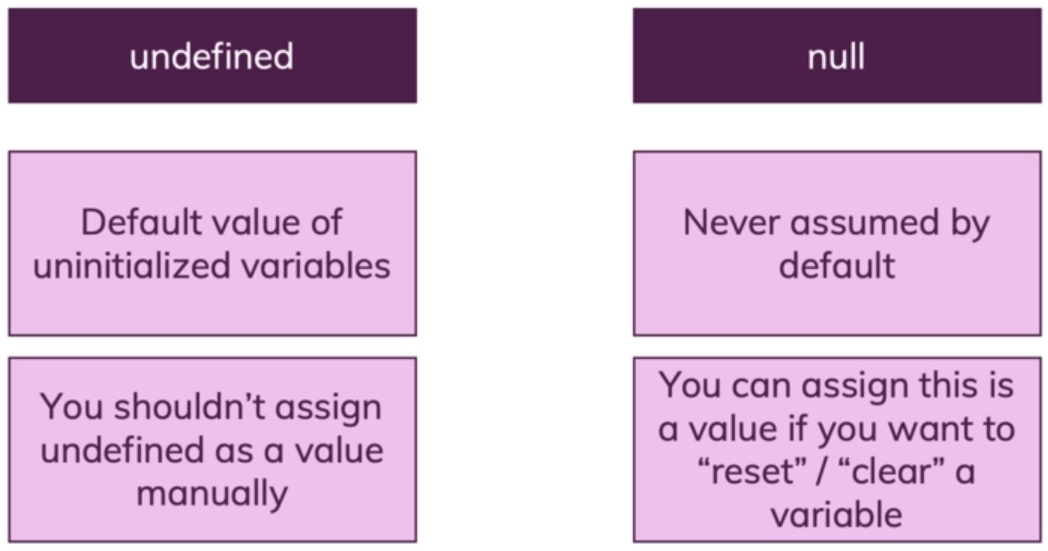 undefined
null
Default value of
uninitialized variables
Never assumed by
default
You shouldn’t assign
undefined as a value
manually
You can assign this is
a value if you want to
“reset” / “clear” a
variable